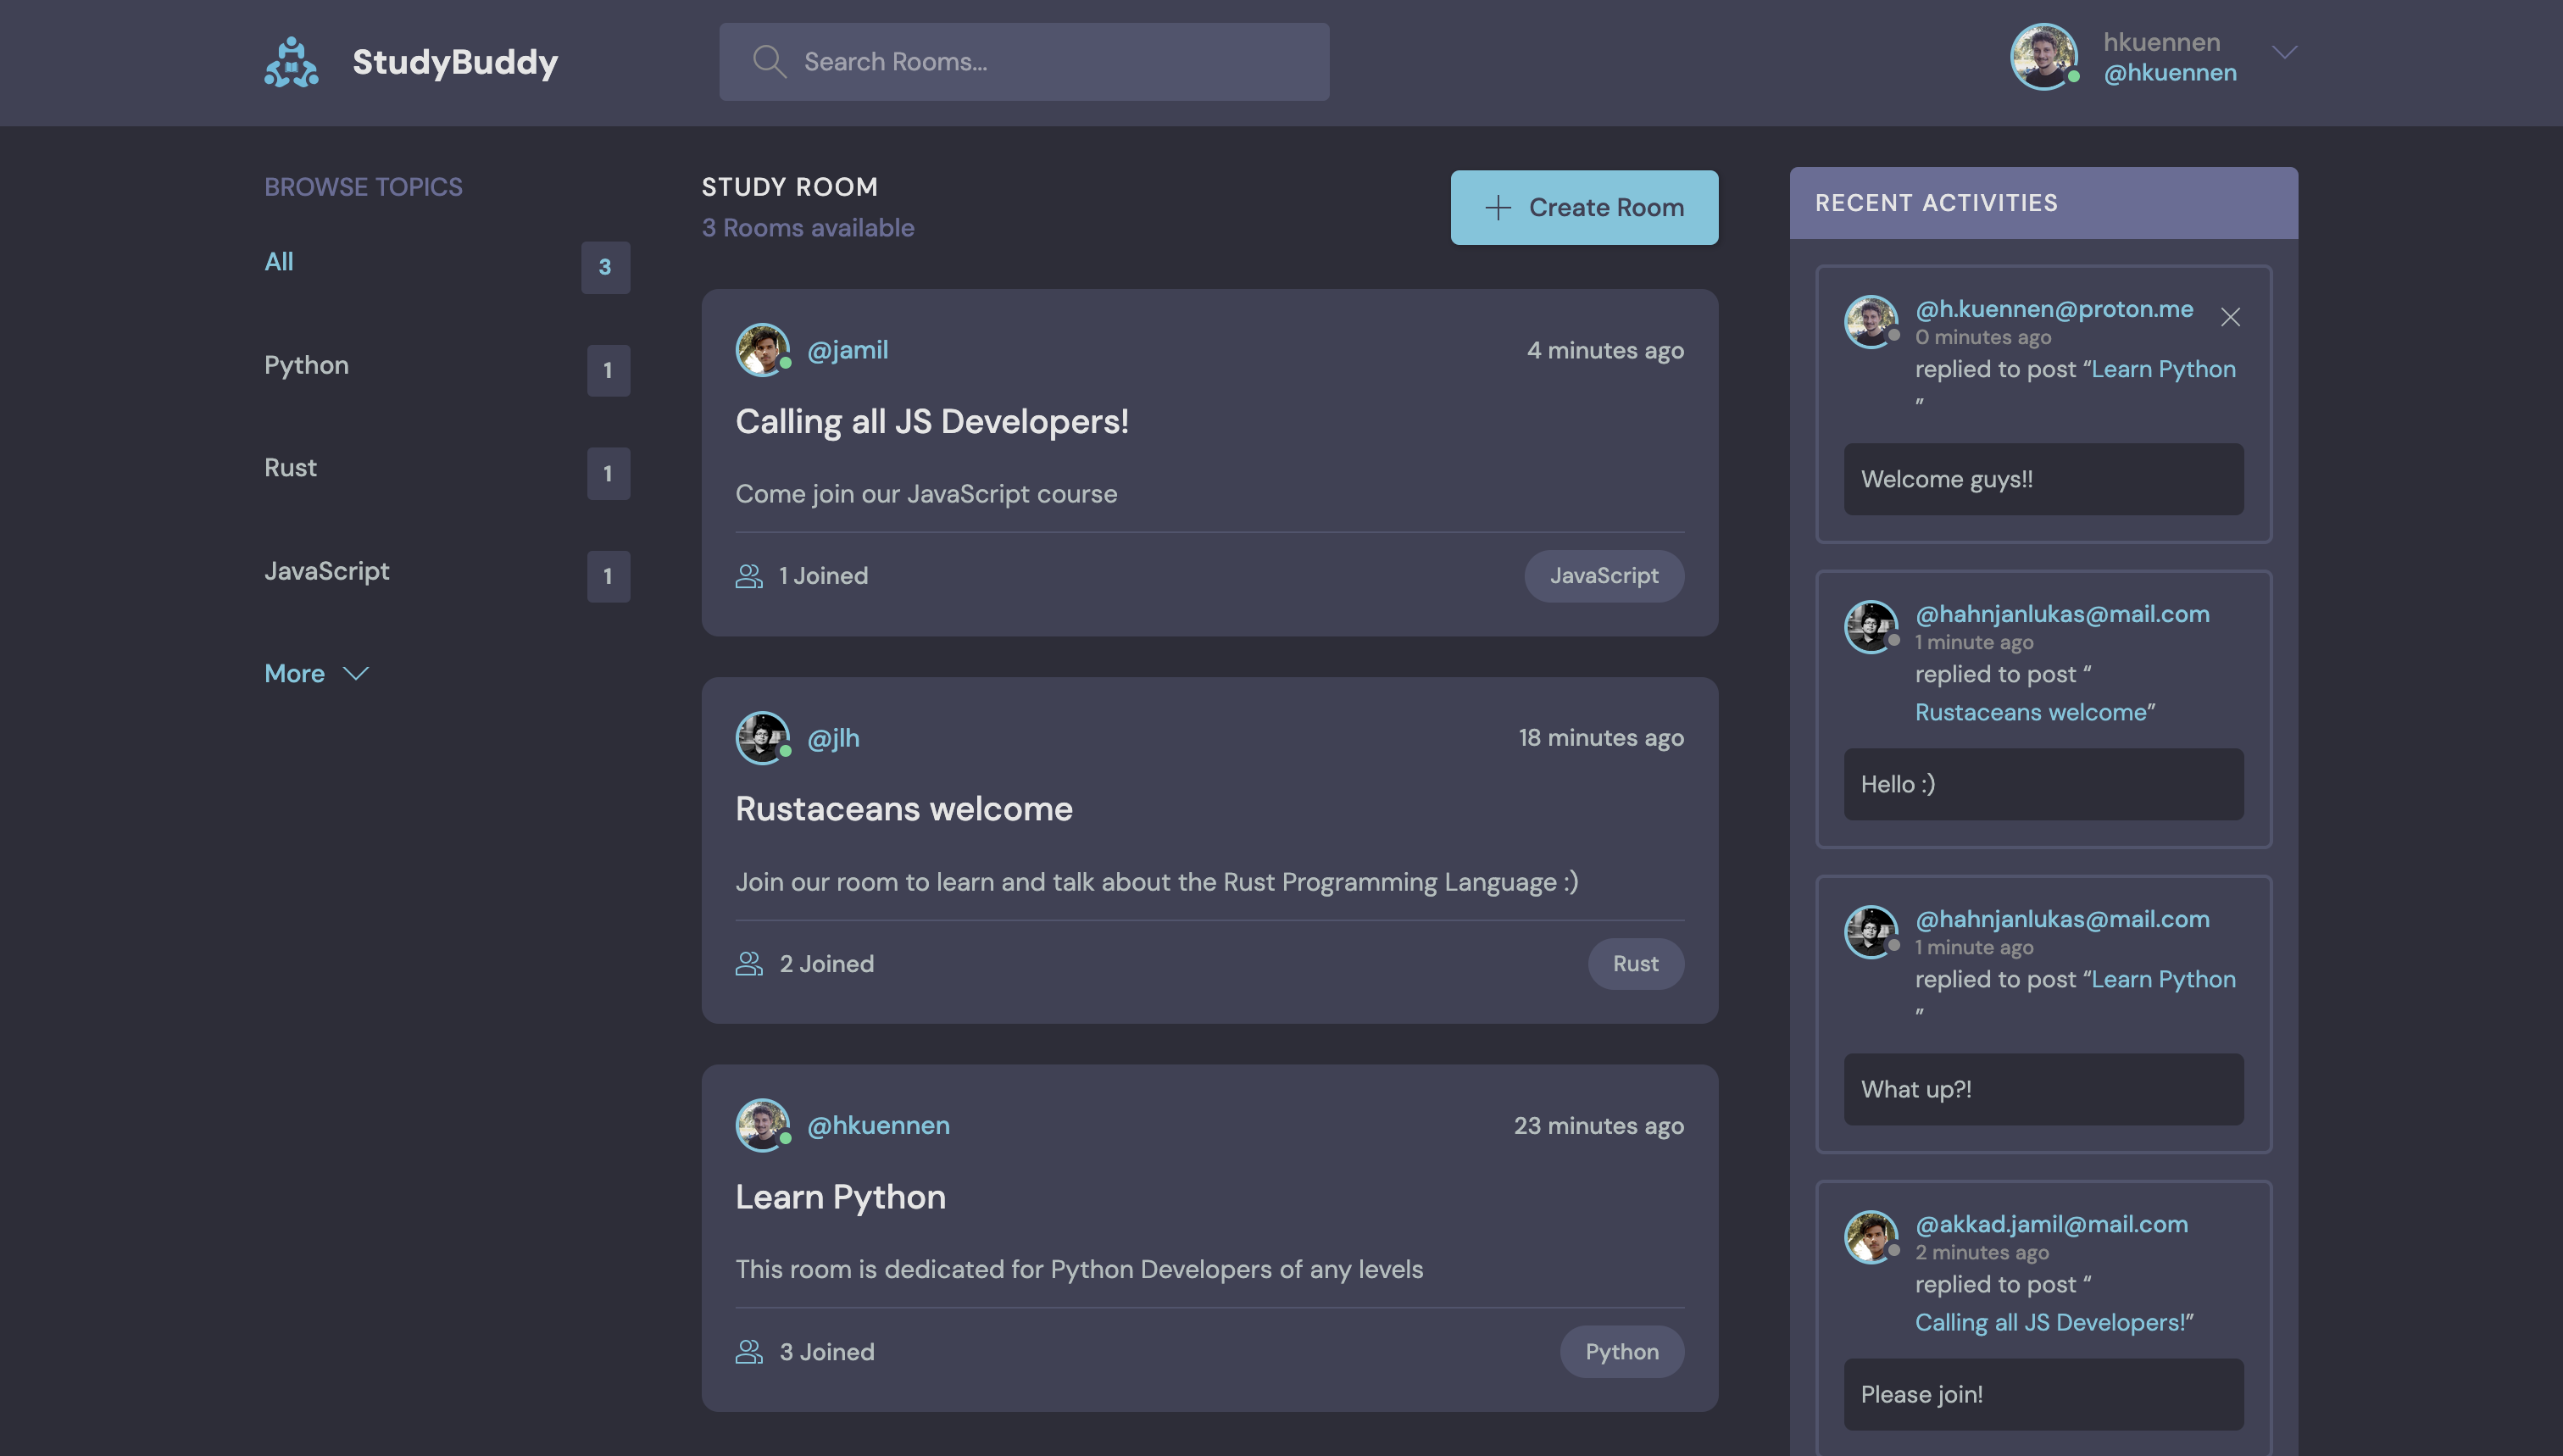 StudyBuddy
Search Rooms...
hkuennen
@hkuennen
BROWSE TOPICS
All
3
Python
1
Rust
1
JavaScript
1
More
STUDY ROOM
3 Rooms available
Create Room
@jamil
4 minutes ago
Calling all JS Developers!
Come join our JavaScript course
1 Joined
JavaScript
@jlh
18 minutes ago
Rustaceans welcome
Join our room to learn and talk about the Rust Programming Language :)
2 Joined
Rust
@hkuennen
23 minutes ago
Learn Python
This room is dedicated for Python Developers of any levels
3 Joined
Python
RECENT ACTIVITIES
@h.kuennen@proton.me
0 minutes ago
replied to post “Learn Python
”
Welcome guys!!
@hahnjanlukas@mail.com
1 minute ago
replied to post “
Rustaceans welcome”
Hello :)
@hahnjanlukas@mail.com
1 minute ago
replied to post “Learn Python
”
What up?!
@akkad.jamil@mail.com
2 minutes ago
replied to post “
Calling all JS Developers!”
Please join!